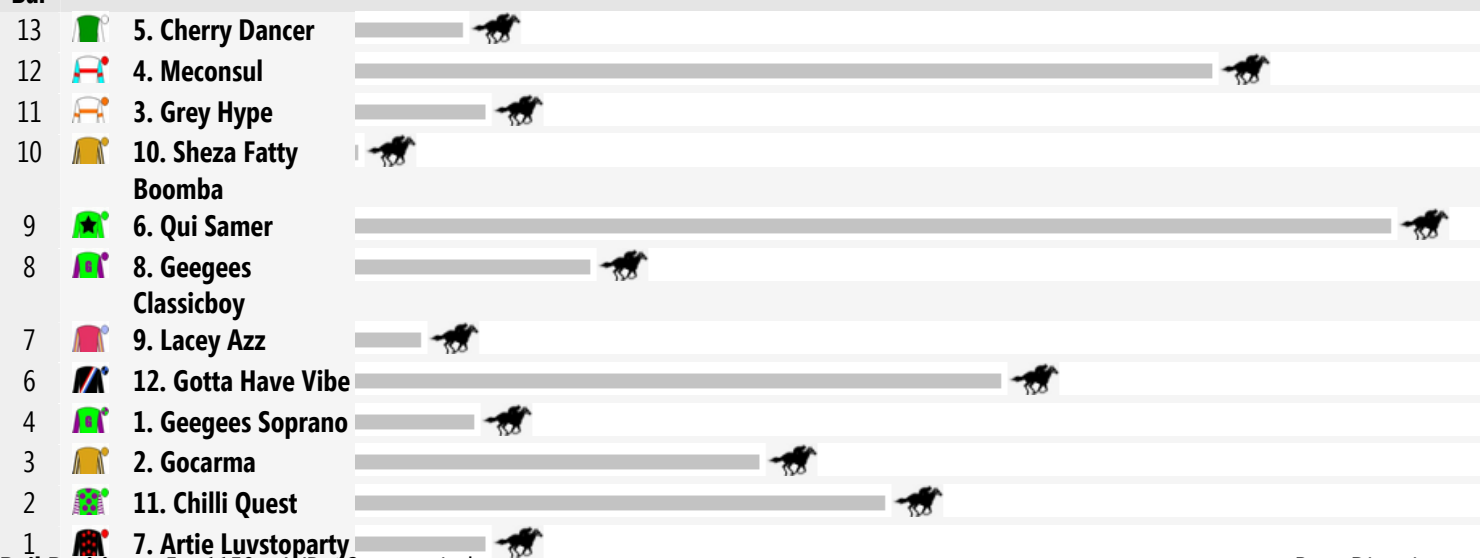 13 5. Cherry Dancer
12 4. Meconsul
11 3. Grey Hype
10 10. Sheza Fatty
Boomba
9 6. Qui Samer
8 G 8. Geegees
Classicboy
7 9. Lacey Azz
6 12. Gotta Have Vibe
4 G 1. Geegees Soprano
3 2. Gocarma
2 11. Chilli Quest
1 7. Artie Luvstoparty